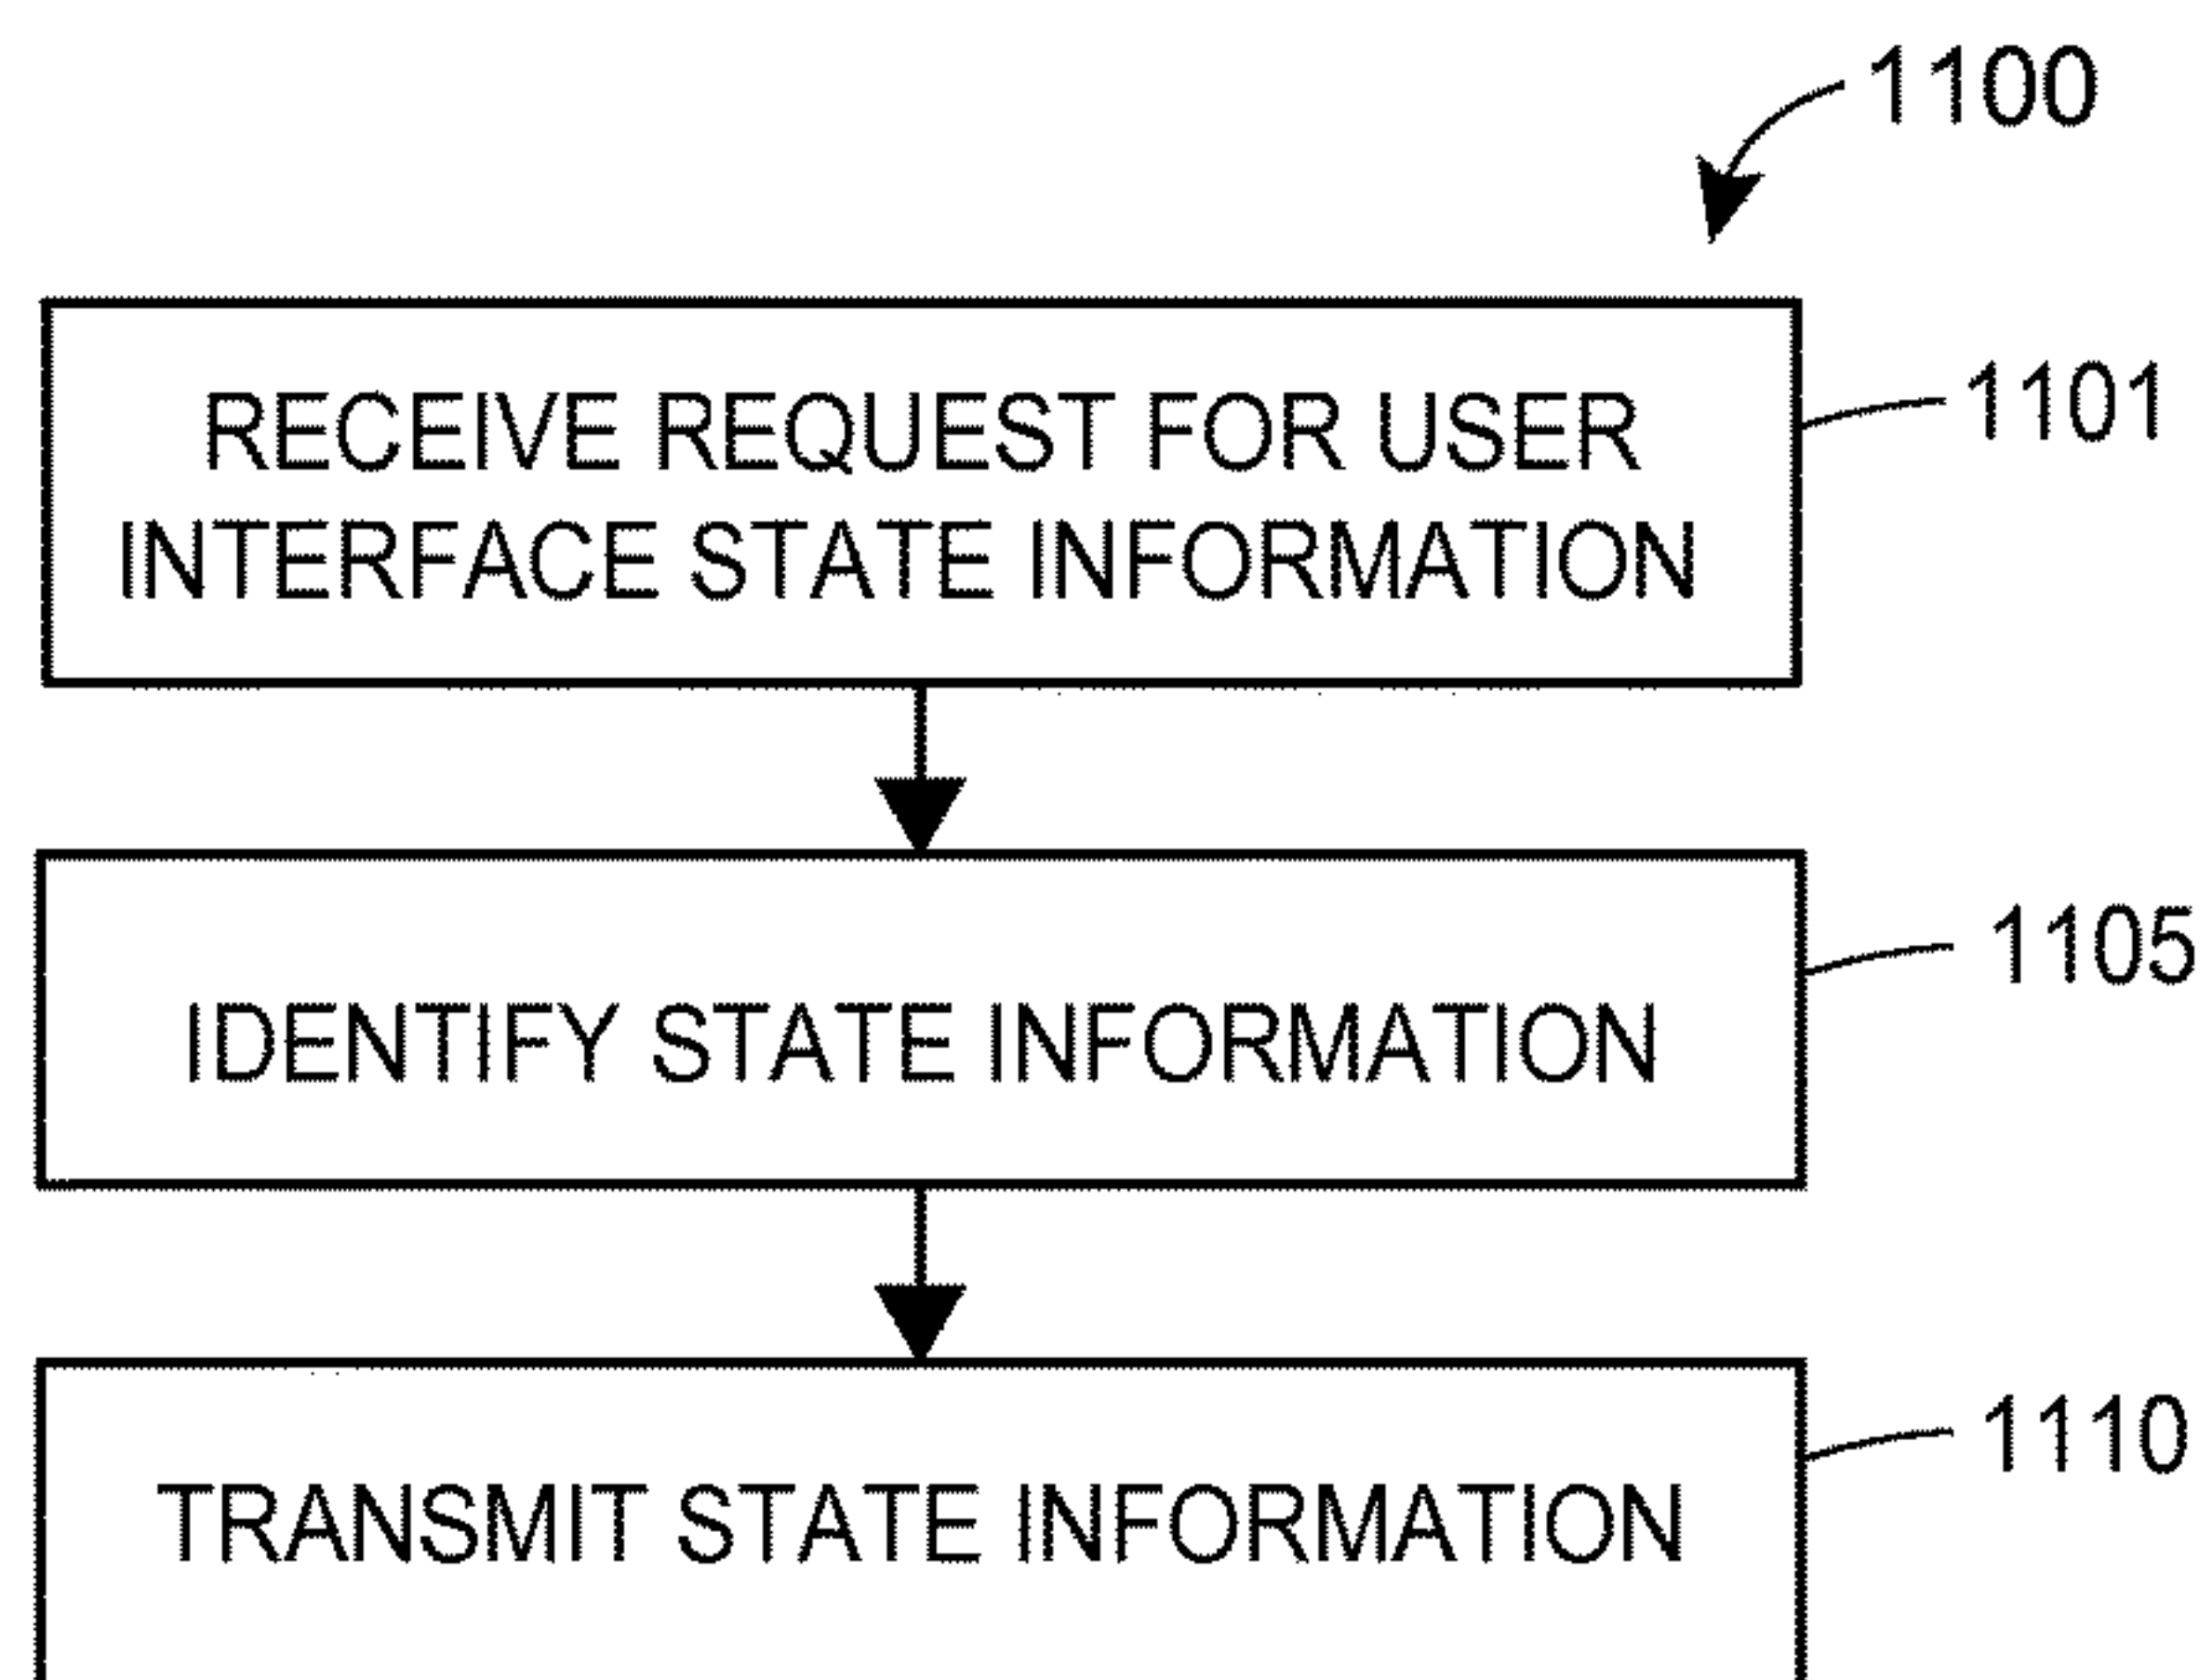 1100
RECEIVE REQUEST FOR USER
INTERFACE STATE INFORMATION
1101
IDENTIFY STATE INFORMATION
1105
TRANSMIT STATE INFORMATION
1110